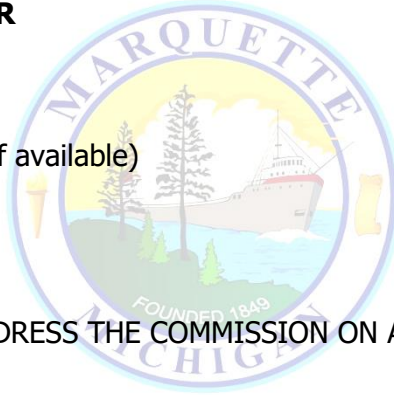 R
MARQUETTE
f available)
FOUNDED 1849
DRESS THE COMMISSION ON A
MICHIGAN